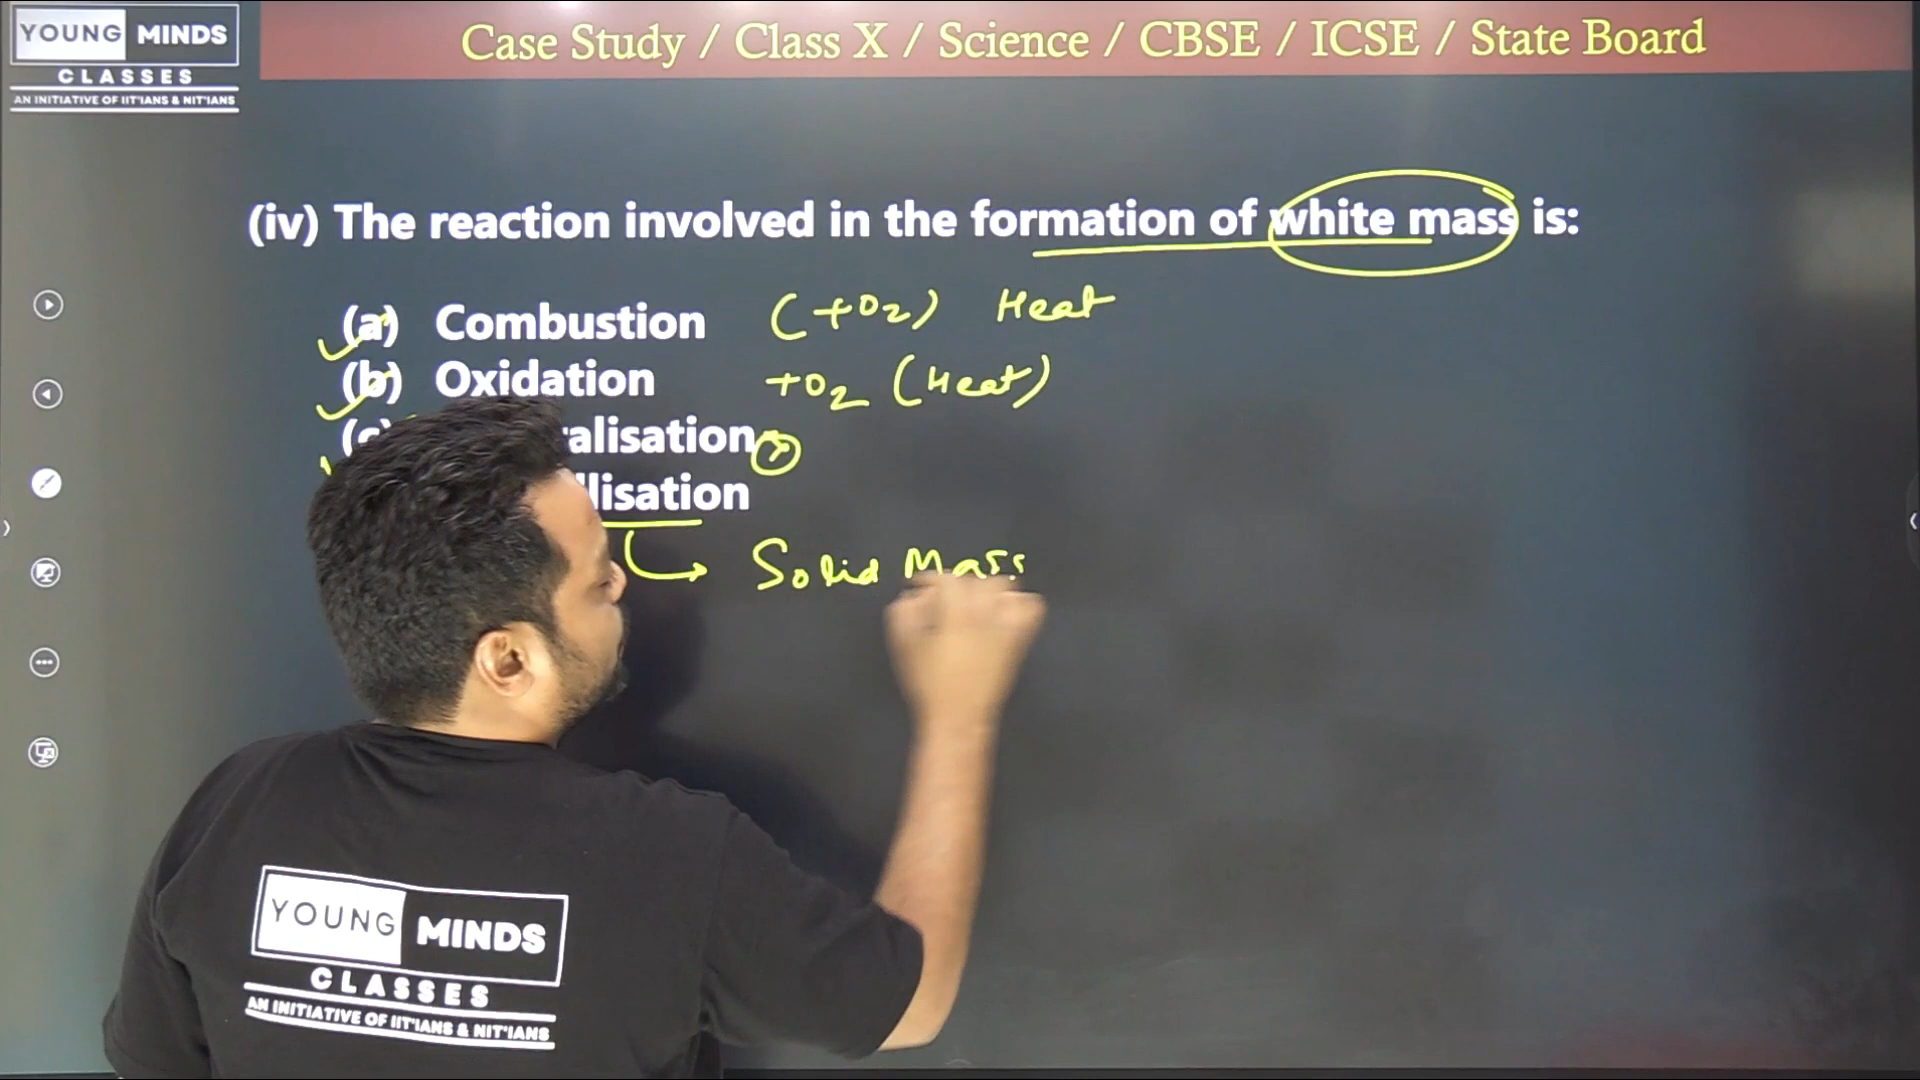 YOUNG MINDS
CLASSES
AN INITIATIVE OF IIT'IANS & NIT'IANS
Case Study / Class X / Science / CBSE / ICSE / State Board
(iv) The reaction involved in the formation of white mass is:
(a) Combustion (+O2) Heat
(b) Oxidation +O2 (Heat)
(c) alisation
llisation
Solid Mass
YOUNG MINDS
CLASSES
AN INITIATIVE OF IIT'IANS & NIT'IANS